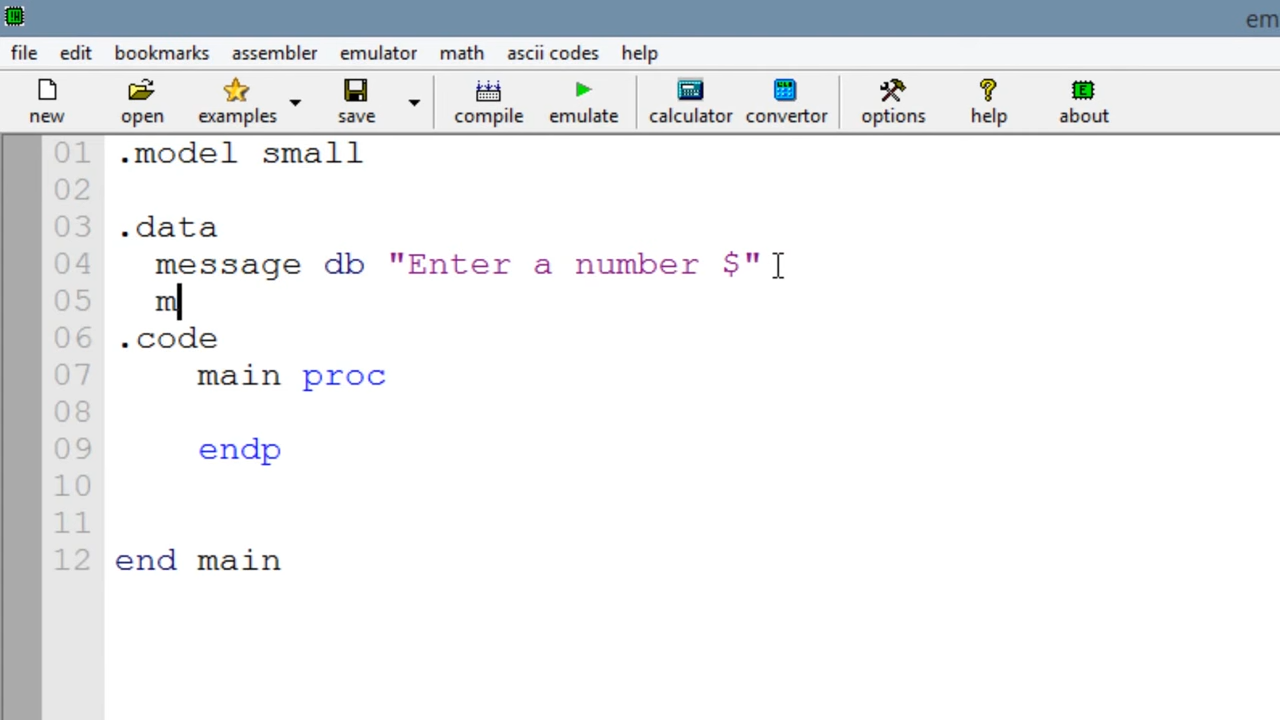 em
file edit bookmarks assembler emulator math ascii codes help
new open examples save compile emulate calculator convertor options help about
01 .model small
02
03 .data
04 message db "Enter a number $"
05 m
06 .code
07 main proc
08
09 endp
10
11
12 end main